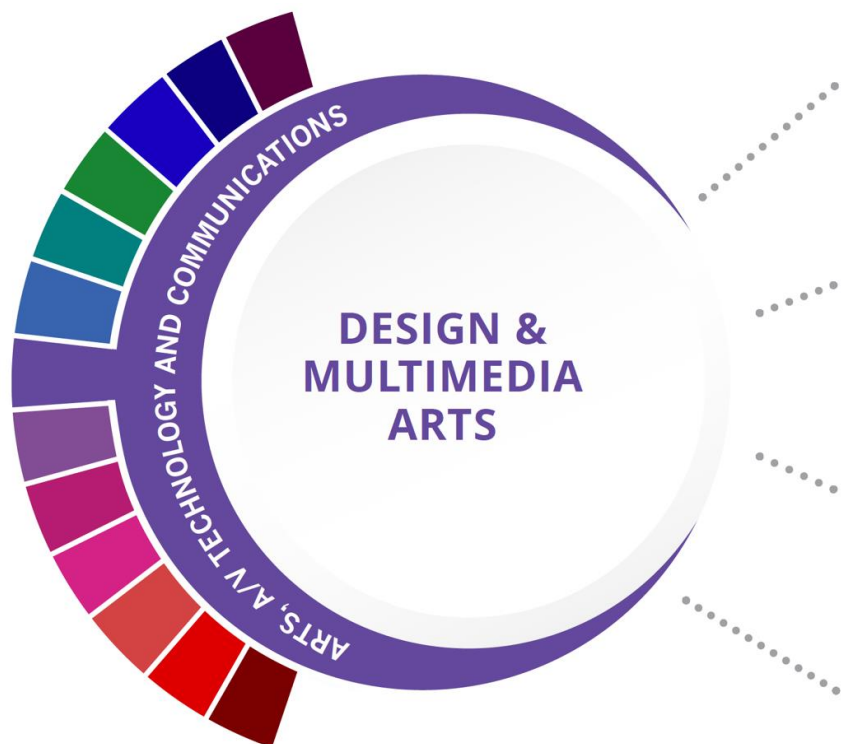 ARTS, A/V TECHNOLOGY AND COMMUNICATIONS
DESIGN &
MULTIMEDIA
ARTS